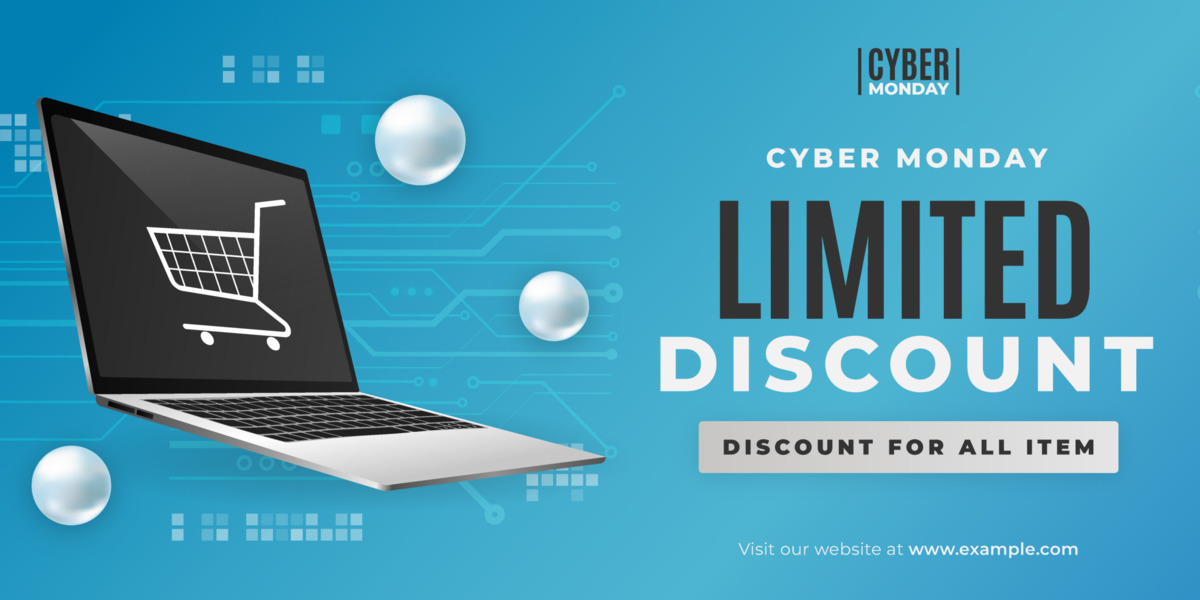 |CYBER|
MONDAY
CYBER MONDAY
LIMITED
DISCOUNT
DISCOUNT FOR ALL ITEM
Visit our website at www.example.com